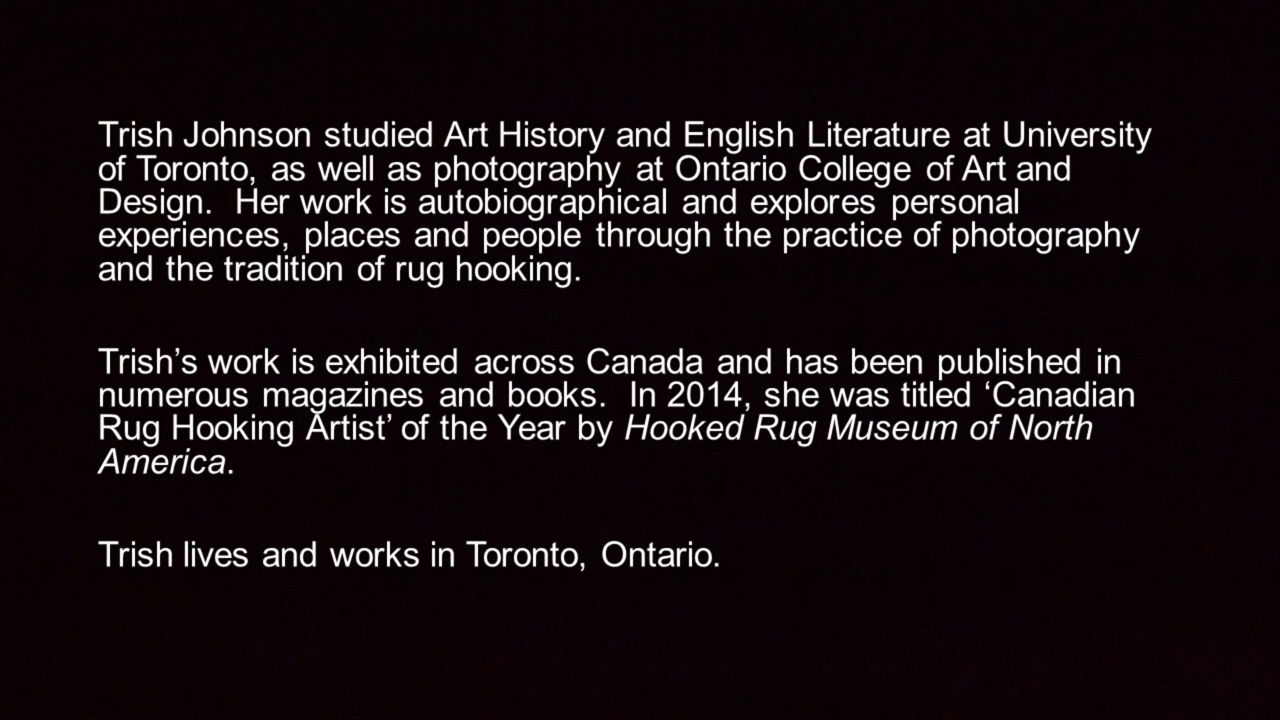 Trish Johnson studied Art History and English Literature at University
of Toronto, as well as photography at Ontario College of Art and
Design.  Her work is autobiographical and explores personal
experiences, places and people through the practice of photography
and the tradition of rug hooking.
Trish’s work is exhibited across Canada and has been published in
numerous magazines and books.  In 2014, she was titled ‘Canadian
Rug Hooking Artist’ of the Year by Hooked Rug Museum of North
America.
Trish lives and works in Toronto, Ontario.